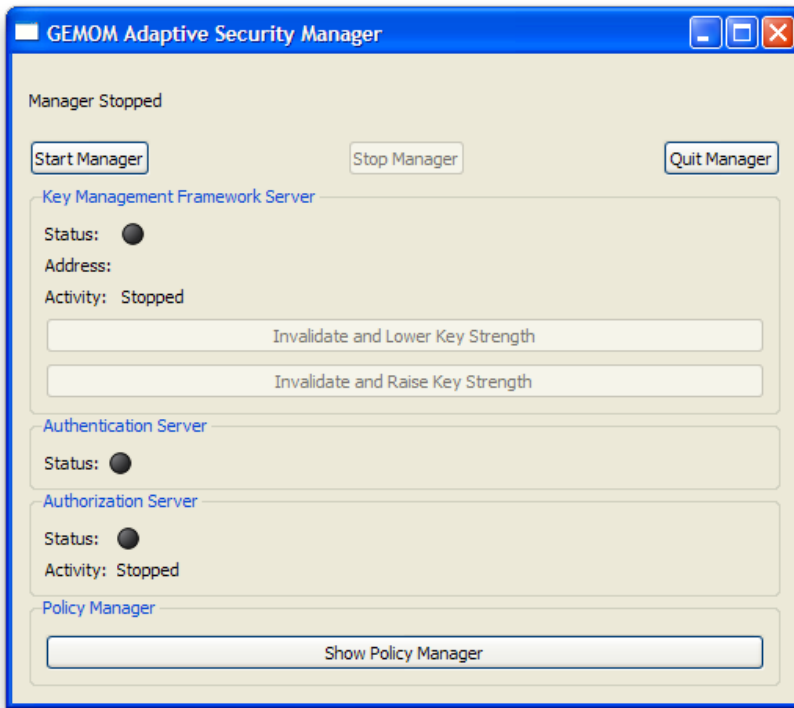 GEMOM Adaptive Security Manager
Manager Stopped
Start Manager Stop Manager Quit Manager
Key Management Framework Server
Status:
Address:
Activity: Stopped
Invalidate and Lower Key Strength
Invalidate and Raise Key Strength
Authentication Server
Status:
Authorization Server
Status:
Activity: Stopped
Policy Manager
Show Policy Manager